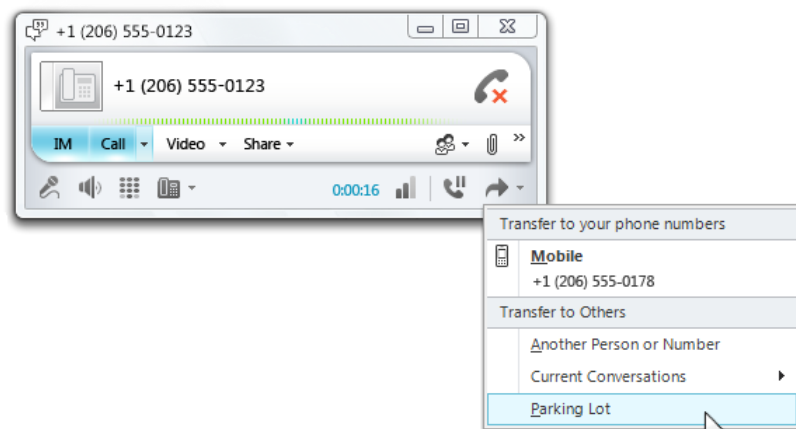 +1 (206) 555-0123
+1 (206) 555-0123
IM Call Video Share »
0:00:16
Transfer to your phone numbers
Mobile
+1 (206) 555-0178
Transfer to Others
Another Person or Number
Current Conversations
Parking Lot